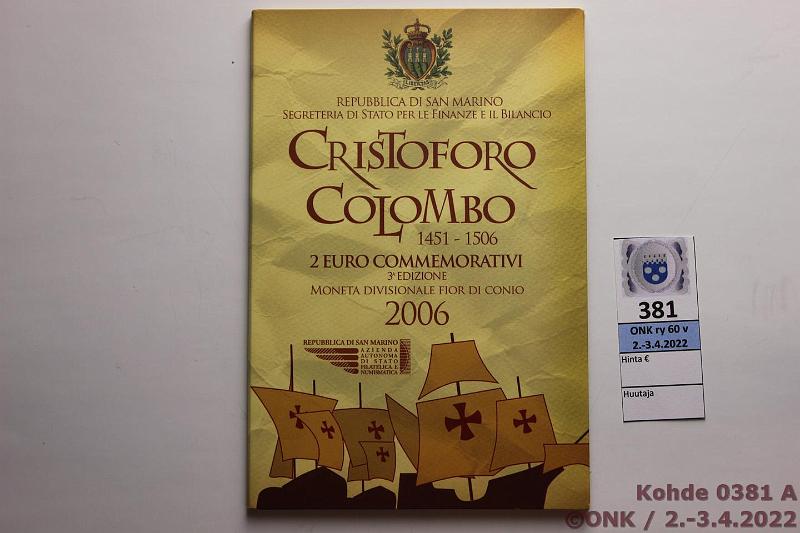 REPUBBLICA DI SAN MARINO
SEGRETERIA DI STATO PER LE FINANZE E IL BILANCIO
CRISTOFORO
COLOMBO
1451 - 1506
2 EURO COMMEMORATIVI
3ª EDIZIONE
MONETA DIVISIONALE FIOR DI CONIO
2006
REPUBBLICA DI SAN MARINO
AZIENDA
AUTONOMA
DI STATO
FILATELICA E
NUMISMATICA
381
ONK ry 60 v
2.-3.4.2022
Hinta €
Huutaja
Kohde 0381 A
©ONK / 2.-3.4.2022